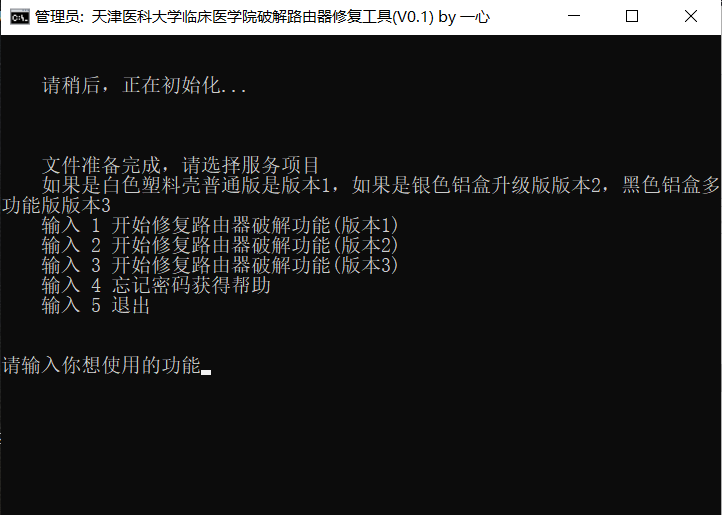 管理员: 天津医科大学临床医学院破解路由器修复工具(V0.1) by 一心
请稍后，正在初始化...
文件准备完成，请选择服务项目
如果是白色塑料壳普通版是版本1，如果是银色铝盒升级版版本2，黑色铝盒多
功能版版本3
输入 1 开始修复路由器破解功能(版本1)
输入 2 开始修复路由器破解功能(版本2)
输入 3 开始修复路由器破解功能(版本3)
输入 4 忘记密码获得帮助
输入 5 退出
请输入你想使用的功能